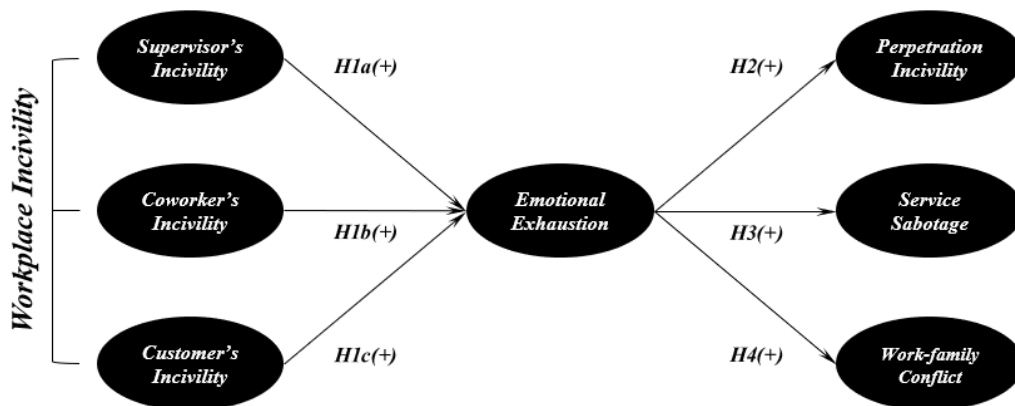 Workplace Incivility
Supervisor's
Incivility
H1a(+)
H2(+)
Perpetration
Incivility
Coworker's
Incivility
H1b(+)
Emotional
Exhaustion
H3(+)
Service
Sabotage
Customer's
Incivility
H1c(+)
H4(+)
Work-family
Conflict